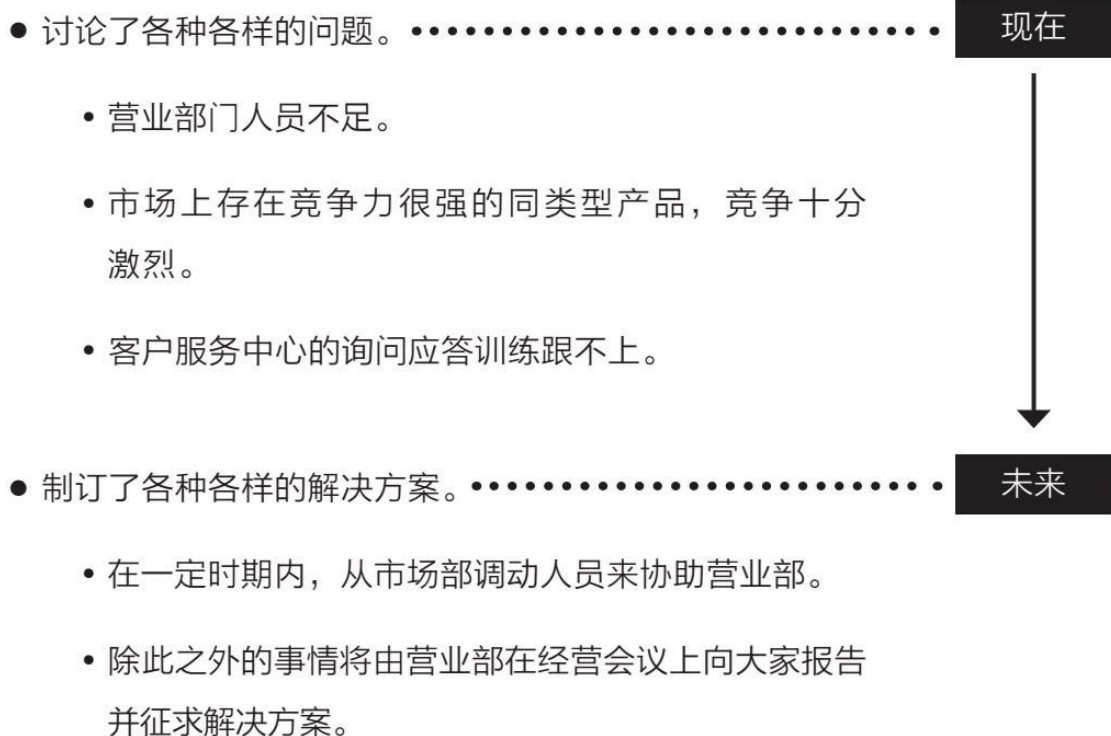 ● 讨论了各种各样的问题。 现在
• 营业部门人员不足。
• 市场上存在竞争力很强的同类型产品，竞争十分
激烈。
• 客户服务中心的询问应答训练跟不上。
● 制订了各种各样的解决方案。 未来
• 在一定时期内，从市场部调动人员来协助营业部。
• 除此之外的事情将由营业部在经营会议上向大家报告
并征求解决方案。